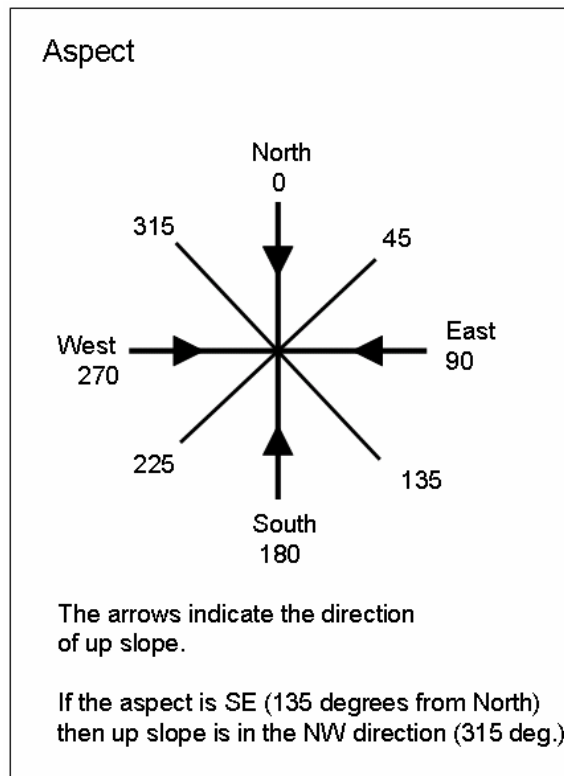 Aspect
North
0
315
45
West
270
East
90
225
135
South
180
The arrows indicate the direction
of up slope.
If the aspect is SE (135 degrees from North)
then up slope is in the NW direction (315 deg.)